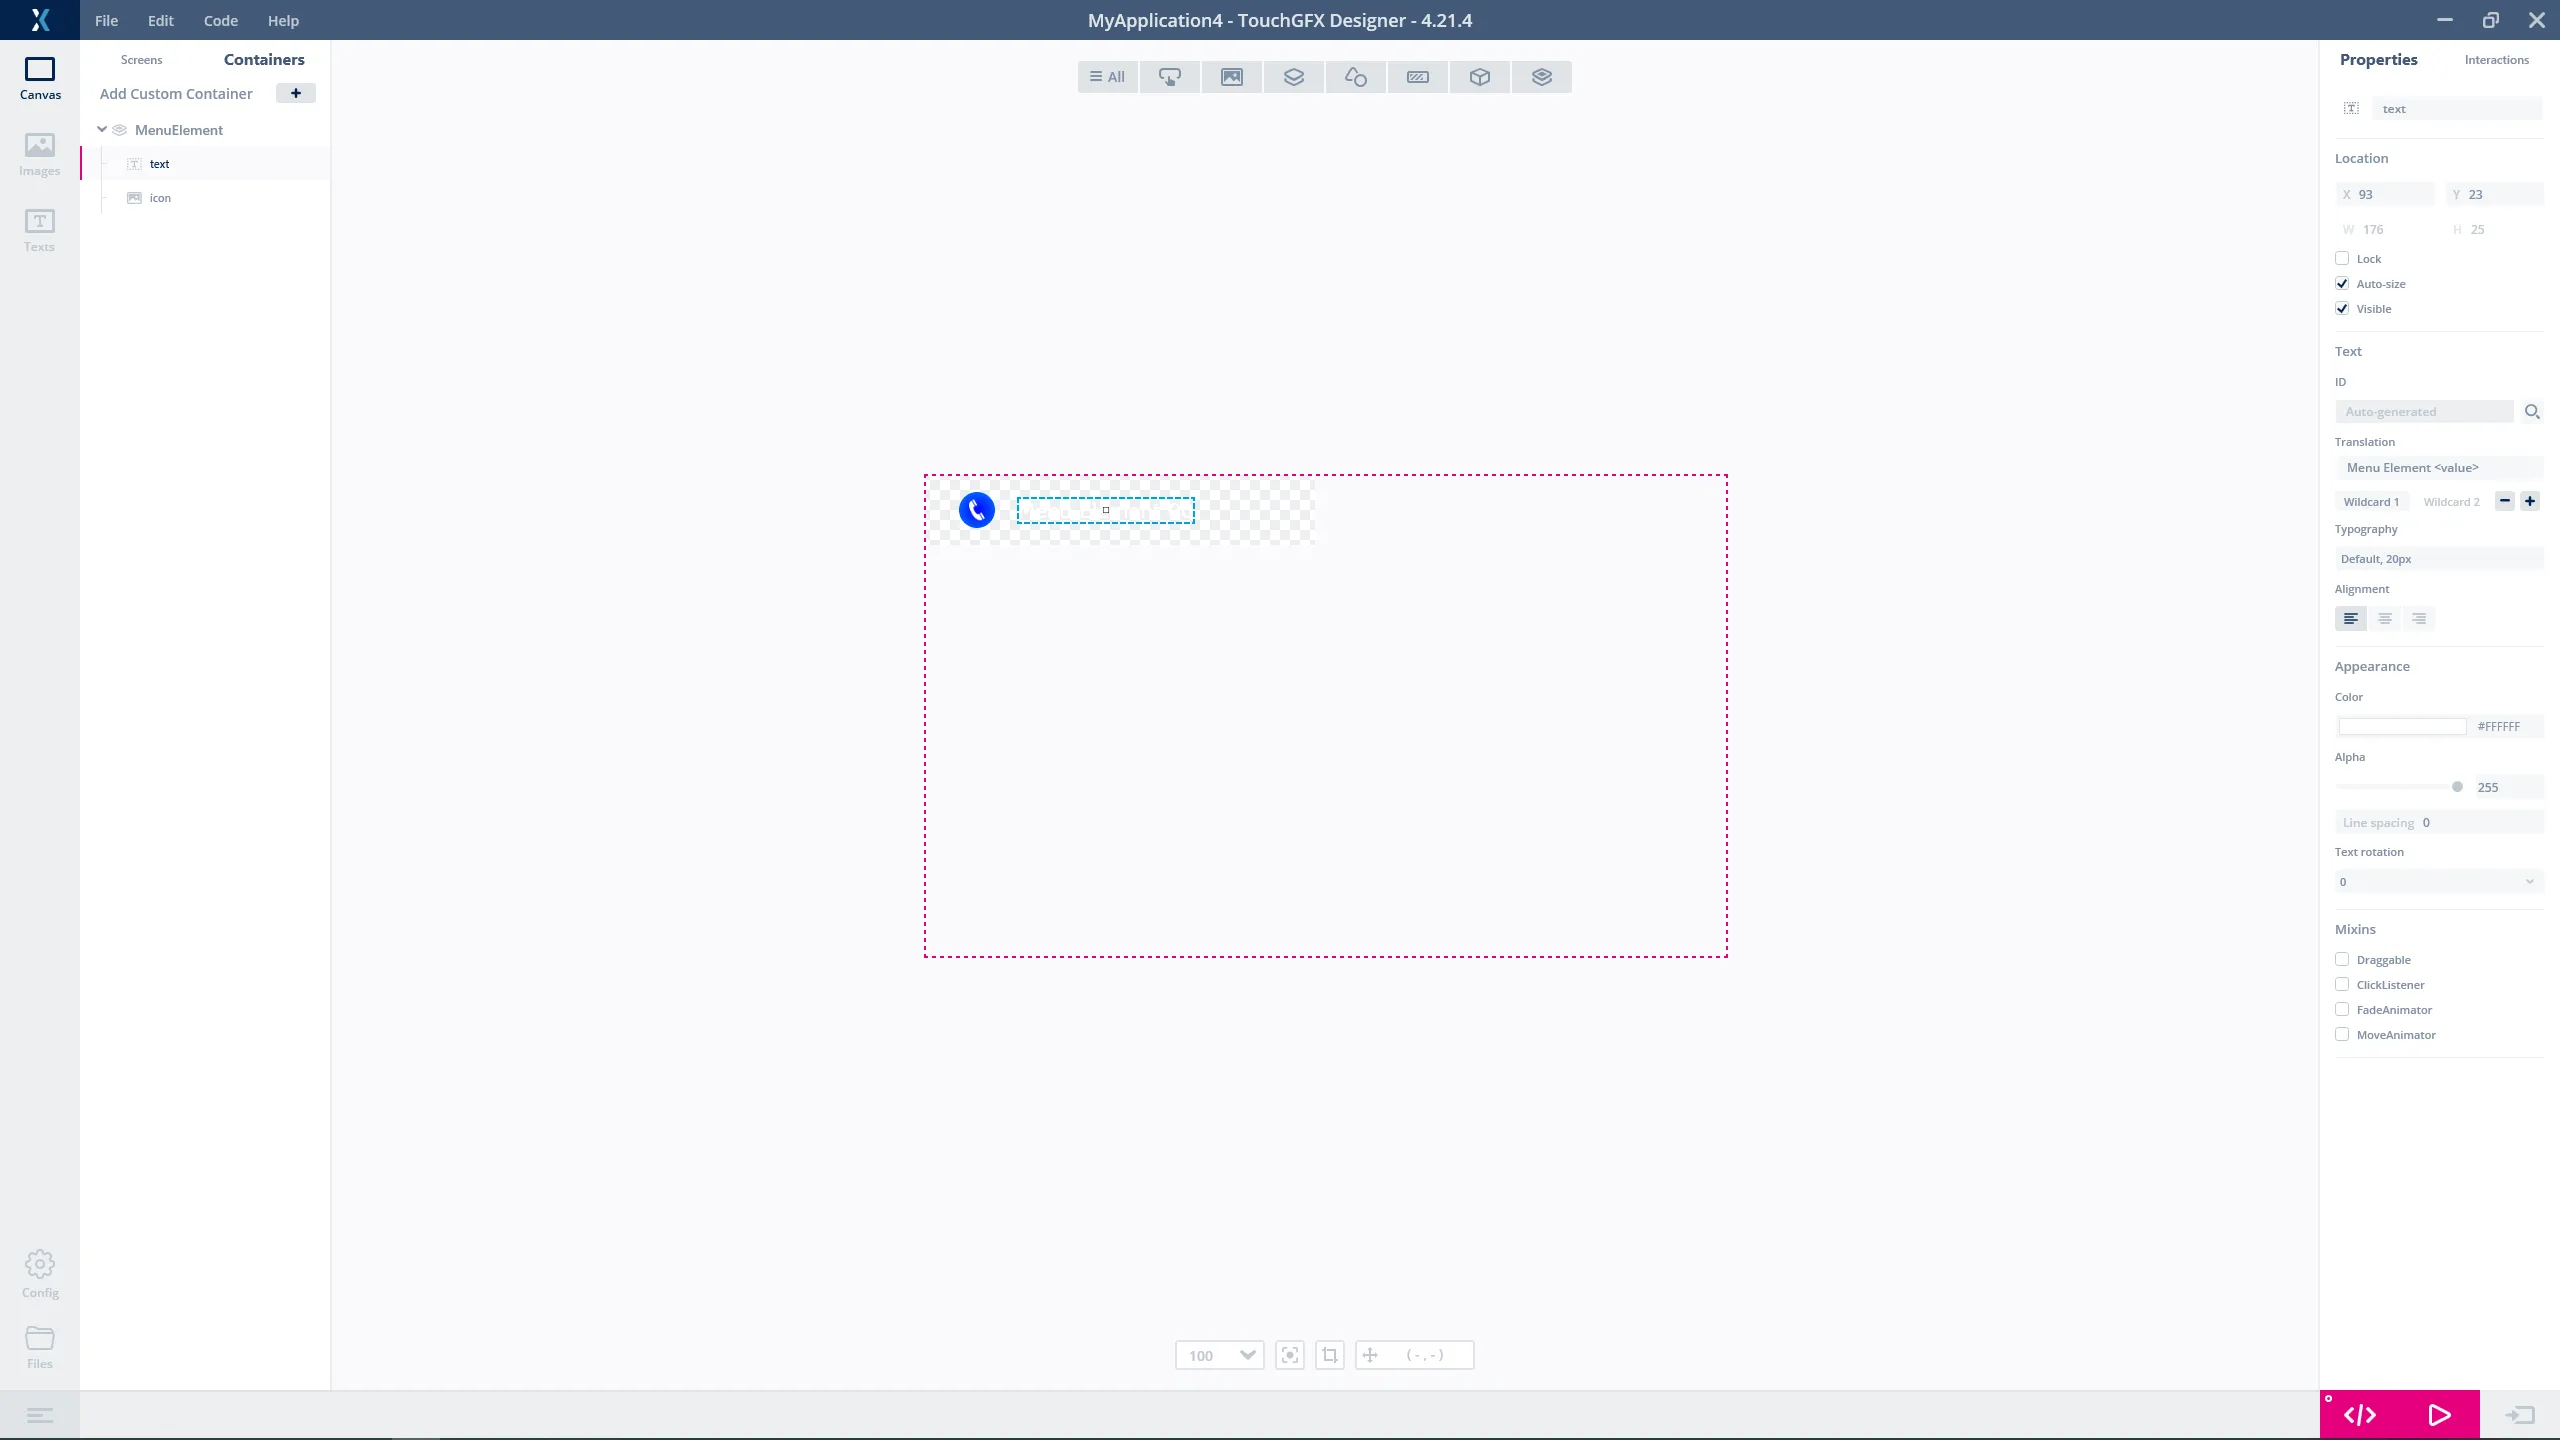 File Edit Code Help
MyApplication4 - TouchGFX Designer - 4.21.4
Canvas
Images
Texts
Config
Files
Screens Containers
Add Custom Container
MenuElement
text
icon
All
100
(-,-)
Properties Interactions
text
Location
X 93 Y 23
W 176 H 25
Lock
Auto-size
Visible
Text
ID
Auto-generated
Translation
Menu Element <value>
Wildcard 1 Wildcard 2
Typography
Default, 20px
Alignment
Appearance
Color
#FFFFFF
Alpha
255
Line spacing 0
Text rotation
0
Mixins
Draggable
ClickListener
FadeAnimator
MoveAnimator